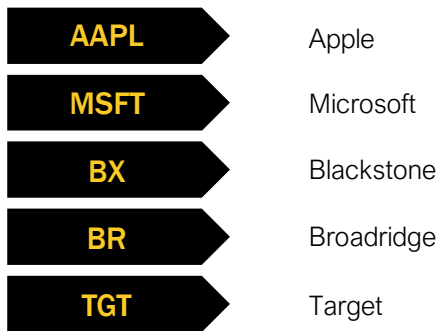 AAPL Apple
MSFT Microsoft
BX Blackstone
BR Broadridge
TGT Target